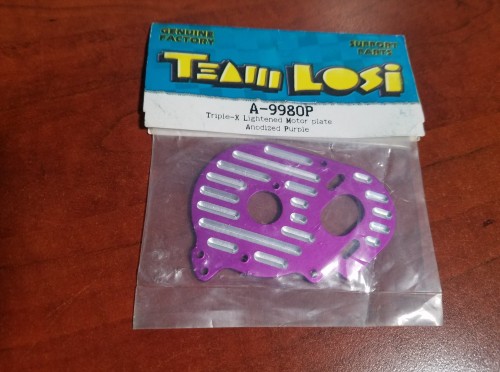 GENUINE FACTORY
SUPPORT PARTS
TEAM LOSI
A-9980P
Triple-X Lightened Motor plate
Anodized Purple